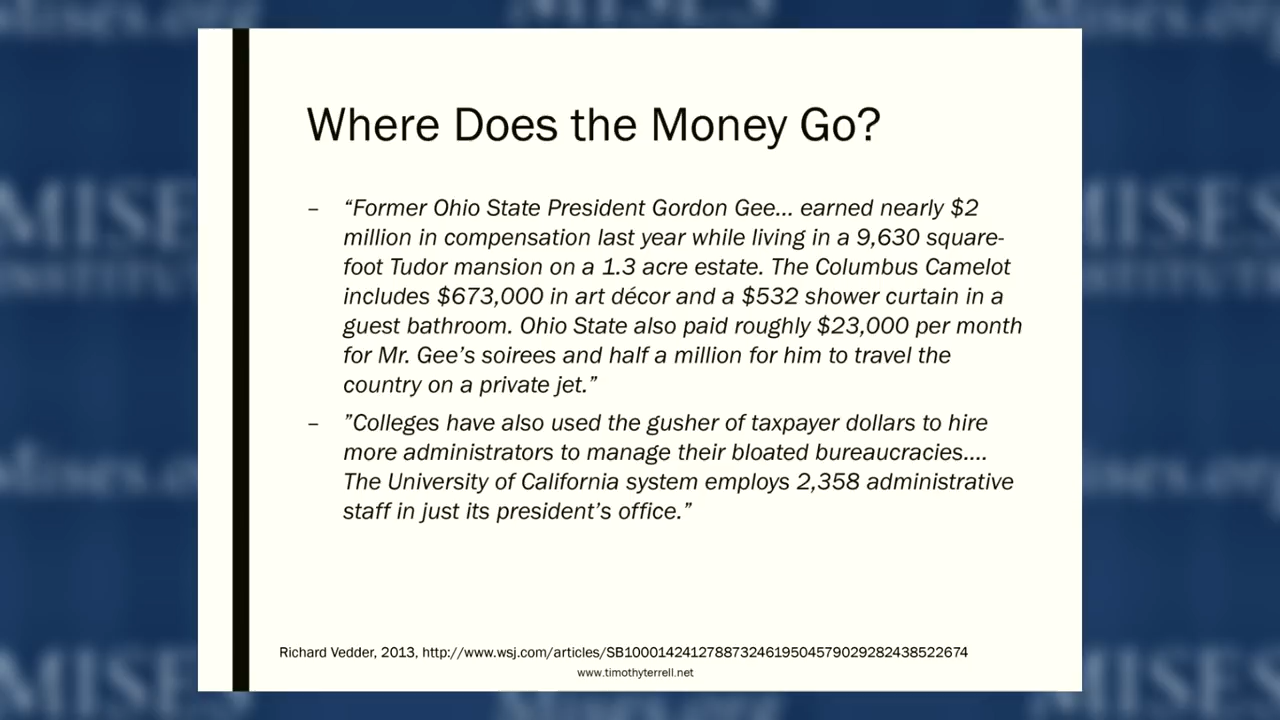 Where Does the Money Go?
– “Former Ohio State President Gordon Gee... earned nearly $2
million in compensation last year while living in a 9,630 square-
foot Tudor mansion on a 1.3 acre estate. The Columbus Camelot
includes $673,000 in art décor and a $532 shower curtain in a
guest bathroom. Ohio State also paid roughly $23,000 per month
for Mr. Gee’s soirees and half a million for him to travel the
country on a private jet.”
– ”Colleges have also used the gusher of taxpayer dollars to hire
more administrators to manage their bloated bureaucracies....
The University of California system employs 2,358 administrative
staff in just its president’s office.”
Richard Vedder, 2013, http://www.wsj.com/articles/SB10001424127887324619504579029282438522674
www.timothyterrell.net